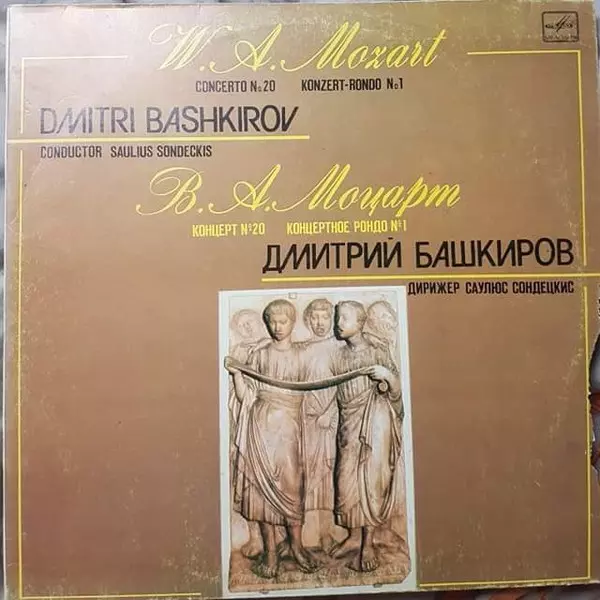 W. A. Mozart
CONCERTO №20 KONZERT-RONDO №1
DMITRI BASHKIROV
CONDUCTOR SAULIUS SONDECKIS
В. А. Моцарт
КОНЦЕРТ №20 КОНЦЕРТНОЕ РОНДО №1
ДМИТРИЙ БАШКИРОВ
ДИРИЖЕР САУЛЮС СОНДЕЦКИС